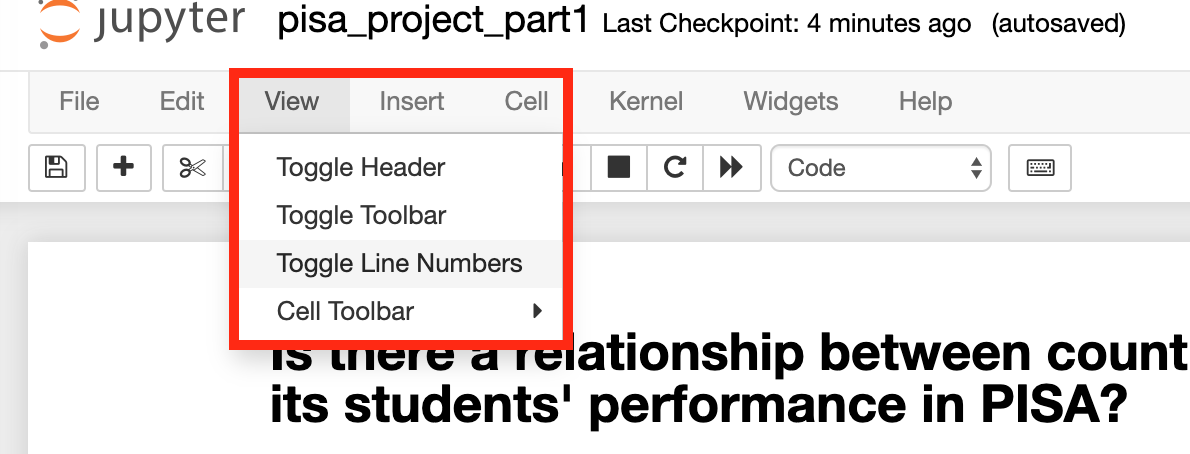 jupyter pisa_project_part1 Last Checkpoint: 4 minutes ago (autosaved)
File Edit View Insert Cell Kernel Widgets Help
Toggle Header
Code
Toggle Toolbar
Toggle Line Numbers
Cell Toolbar
Is there a relationship between count
its students' performance in PISA?